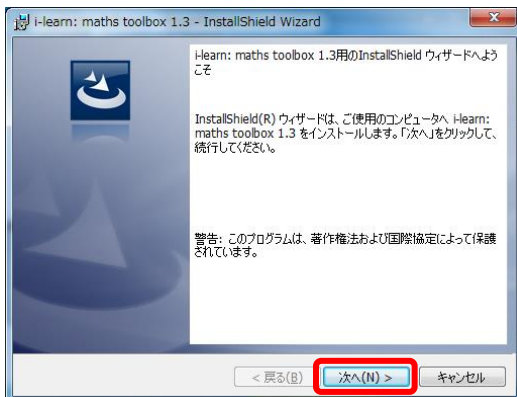 i-learn: maths toolbox 1.3 - InstallShield Wizard
i-learn: maths toolbox 1.3用のInstallShield ウィザードへよう
こそ
InstallShield(R) ウィザードは、ご使用のコンピュータへ i-learn:
maths toolbox 1.3 をインストールします。「次へ」をクリックして、
続行してください。
警告: このプログラムは、著作権法および国際協定によって保護
されています。
< 戻る(B)
次へ(N) >
キャンセル